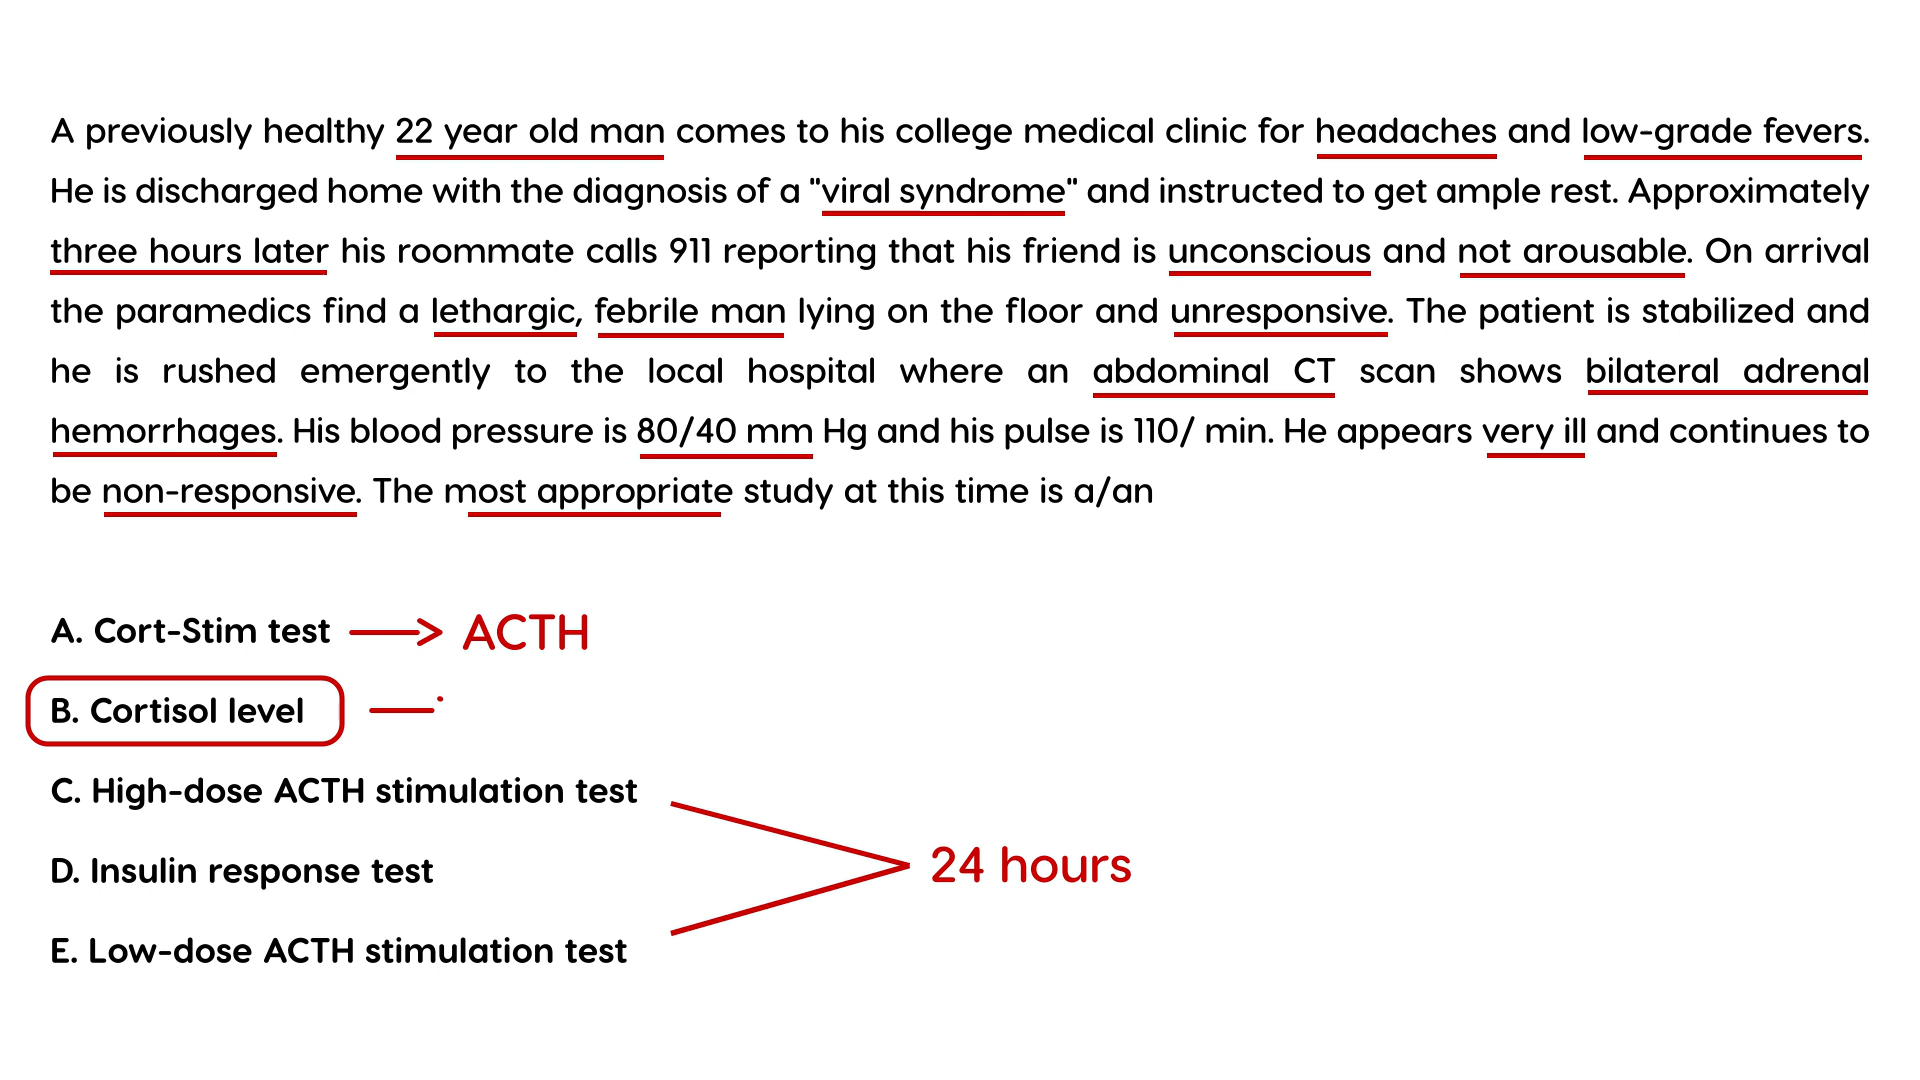 A previously healthy 22 year old man comes to his college medical clinic for headaches and low-grade fevers.
He is discharged home with the diagnosis of a "viral syndrome" and instructed to get ample rest. Approximately
three hours later his roommate calls 911 reporting that his friend is unconscious and not arousable. On arrival
the paramedics find a lethargic, febrile man lying on the floor and unresponsive. The patient is stabilized and
he is rushed emergently to the local hospital where an abdominal CT scan shows bilateral adrenal
hemorrhages. His blood pressure is 80/40 mm Hg and his pulse is 110/ min. He appears very ill and continues to
be non-responsive. The most appropriate study at this time is a/an
A. Cort-Stim test ACTH
B. Cortisol level
C. High-dose ACTH stimulation test
24 hours
D. Insulin response test
E. Low-dose ACTH stimulation test